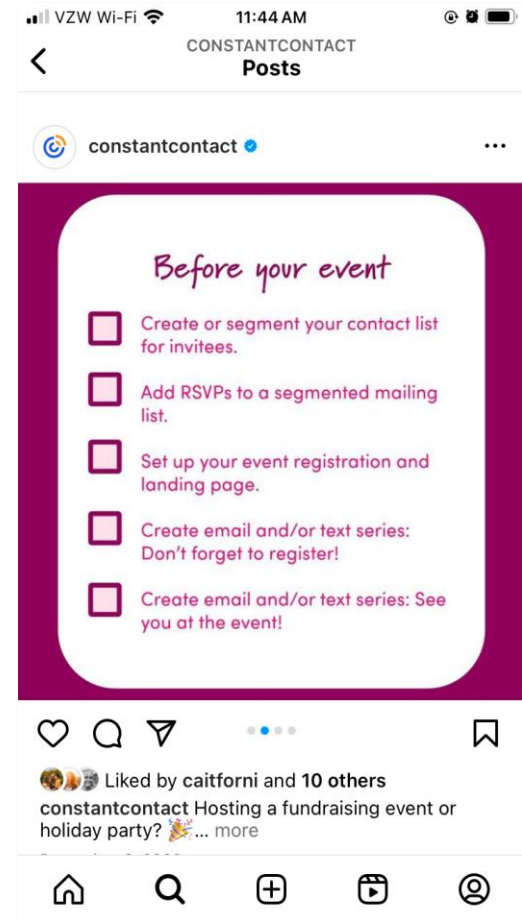 VZW Wi-Fi 11:44 AM
CONSTANTCONTACT
Posts
constantcontact
Before your event
Create or segment your contact list
for invitees.
Add RSVPs to a segmented mailing
list.
Set up your event registration and
landing page.
Create email and/or text series:
Don't forget to register!
Create email and/or text series: See
you at the event!
Liked by caitforni and 10 others
constantcontact Hosting a fundraising event or
holiday party? 🎉... more